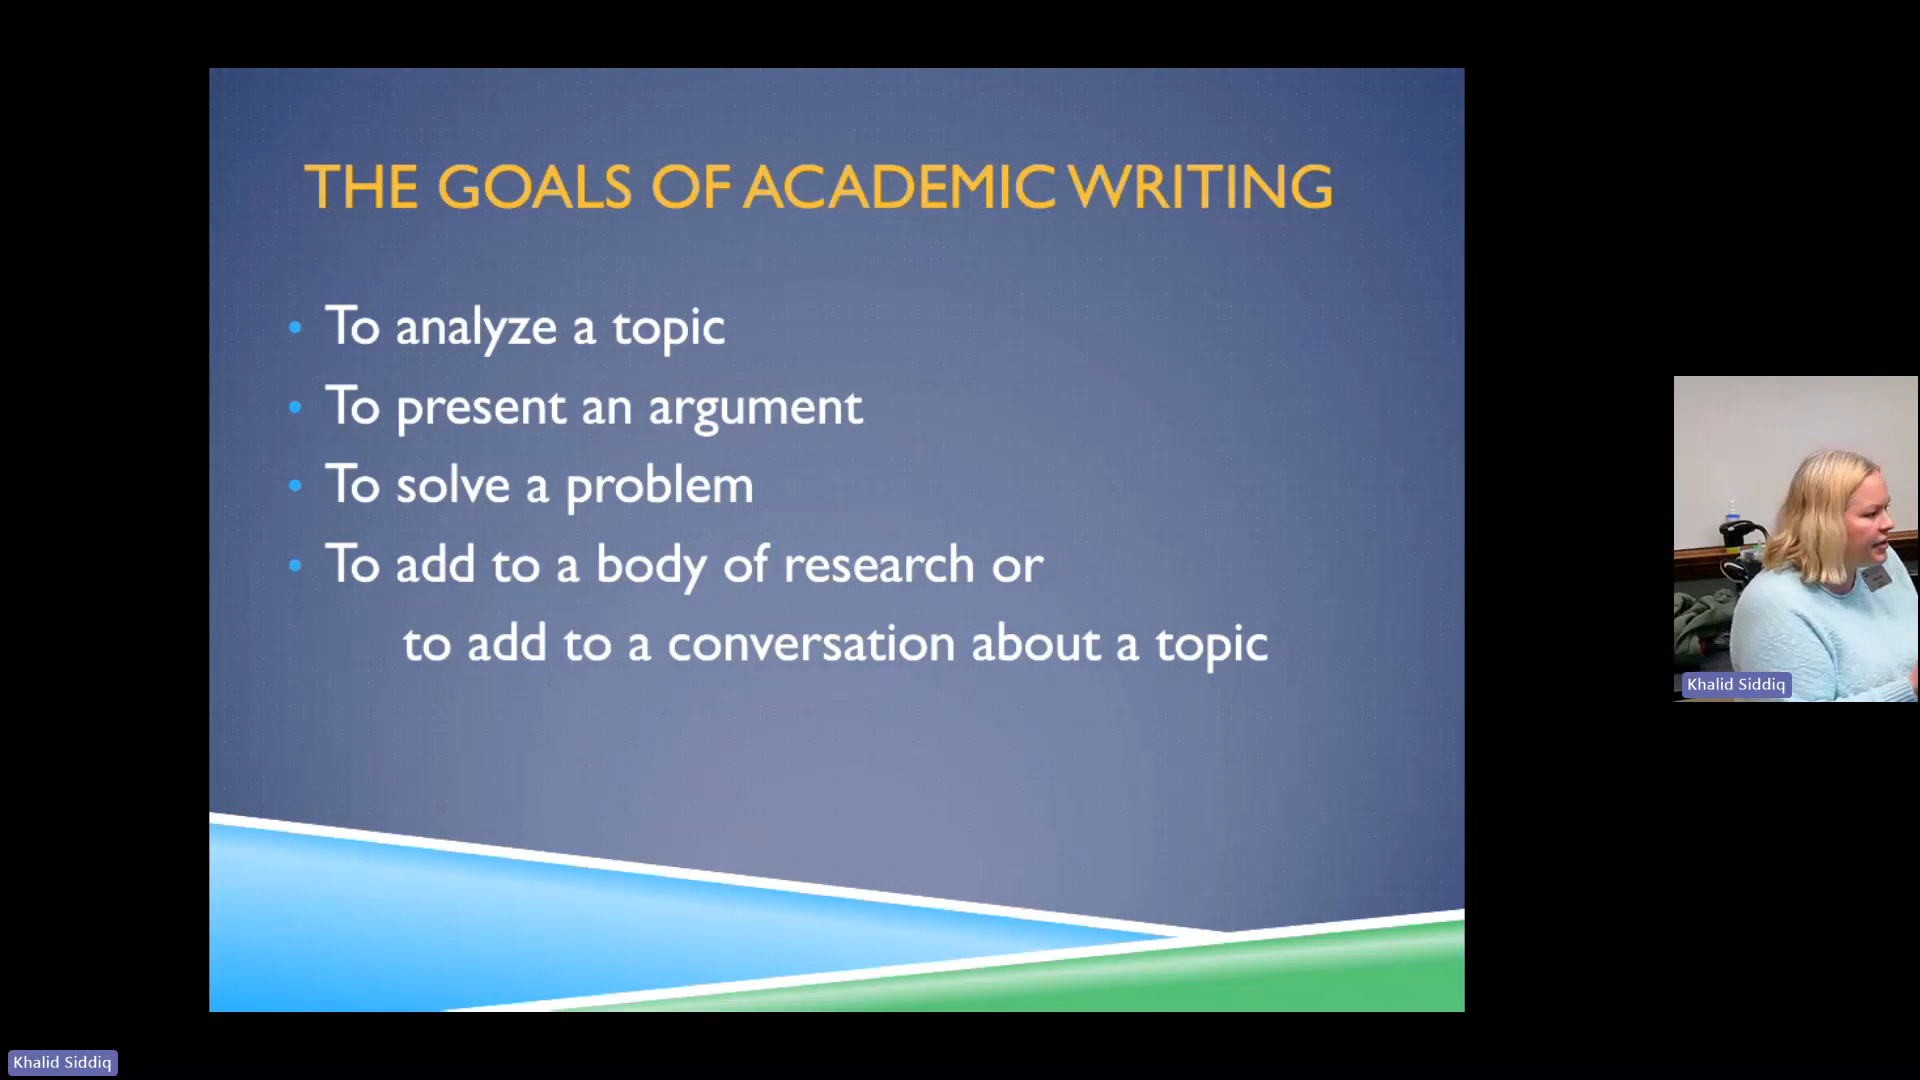 THE GOALS OF ACADEMIC WRITING
• To analyze a topic
• To present an argument
• To solve a problem
• To add to a body of research or
to add to a conversation about a topic
Khalid Siddiq
Khalid Siddiq